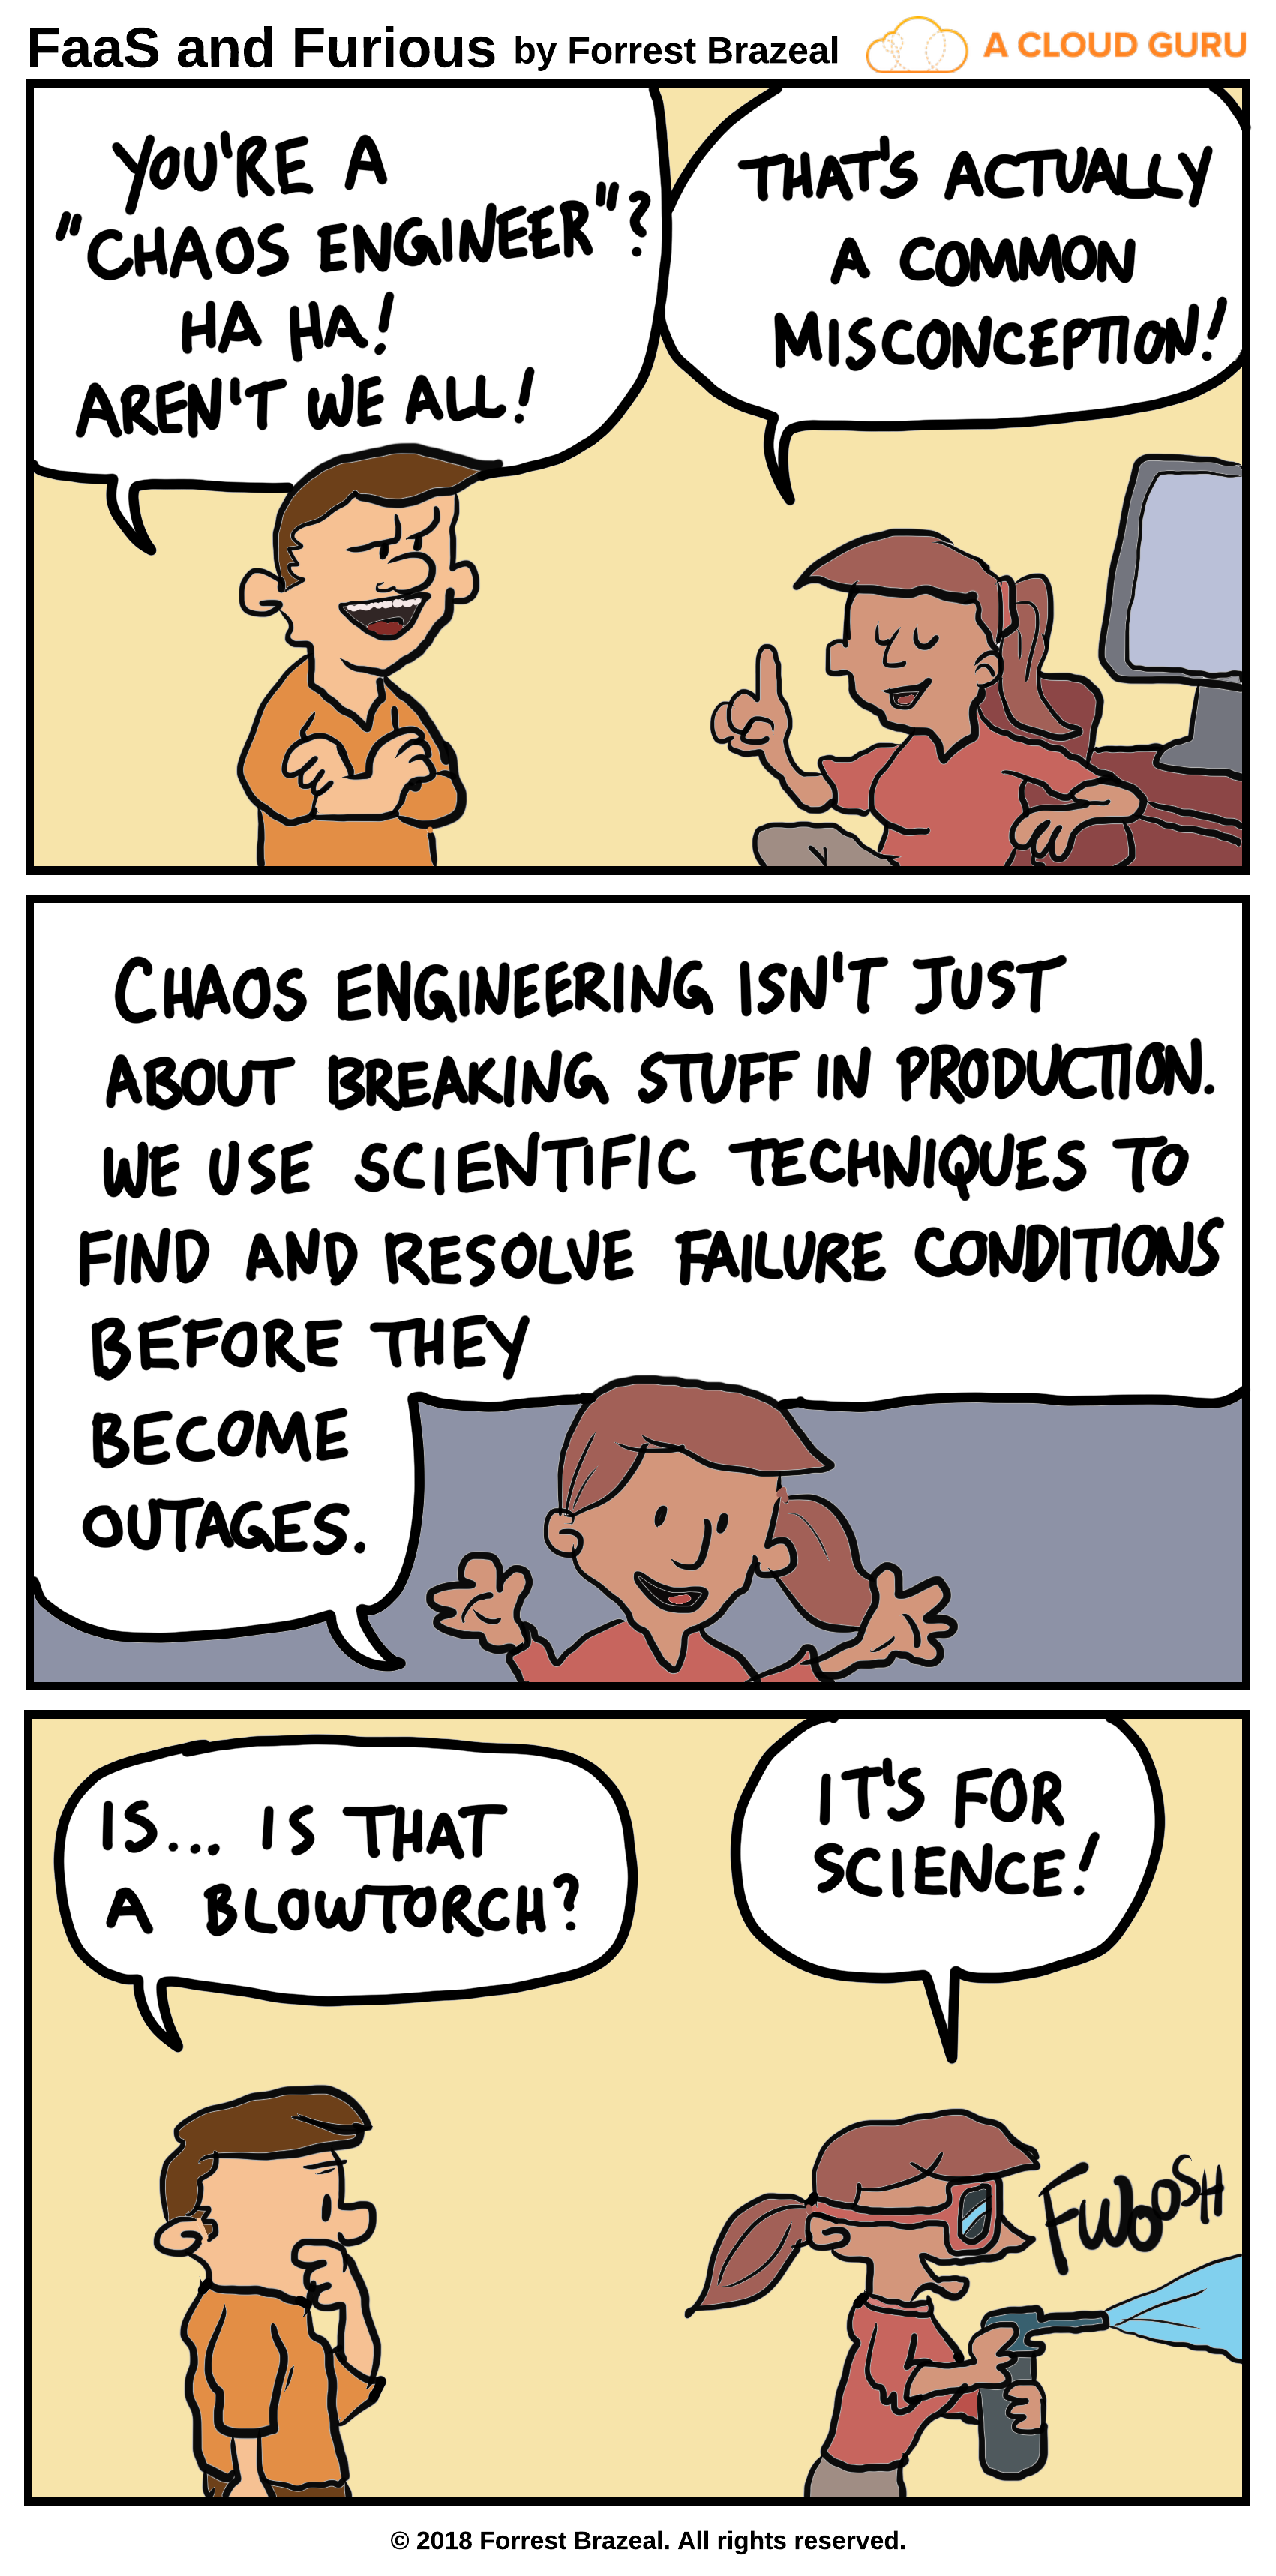 FaaS and Furious by Forrest Brazeal
A CLOUD GURU
YOU'RE A
"CHAOS ENGINEER"?
HA HA!
AREN'T WE ALL!
THAT'S ACTUALLY
A COMMON
MISCONCEPTION!
CHAOS ENGINEERING ISN'T JUST
ABOUT BREAKING STUFF IN PRODUCTION.
WE USE SCIENTIFIC TECHNIQUES TO
FIND AND RESOLVE FAILURE CONDITIONS
BEFORE THEY
BECOME
OUTAGES.
IS... IS THAT
A BLOWTORCH?
IT'S FOR
SCIENCE!
FWOOSH
© 2018 Forrest Brazeal. All rights reserved.